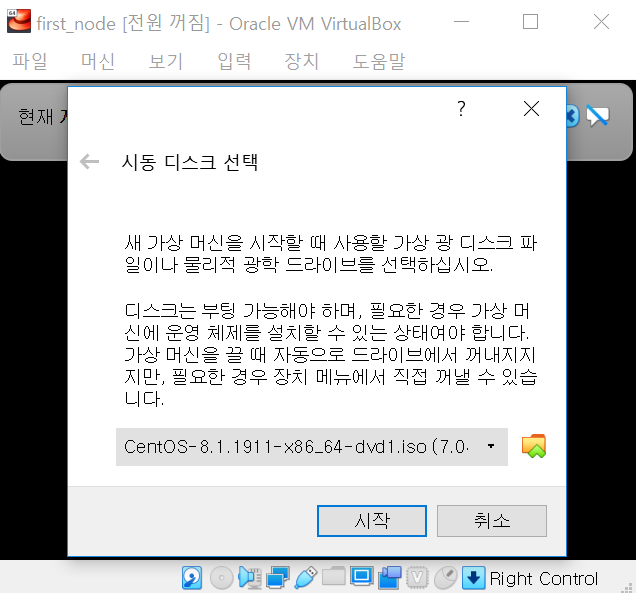 64
first_node [전원 꺼짐] - Oracle VM VirtualBox
파일 머신 보기 입력 장치 도움말
현재
?
시동 디스크 선택
새 가상 머신을 시작할 때 사용할 가상 광 디스크 파
일이나 물리적 광학 드라이브를 선택하십시오.
디스크는 부팅 가능해야 하며, 필요한 경우 가상 머
신에 운영 체제를 설치할 수 있는 상태여야 합니다.
가상 머신을 끌 때 자동으로 드라이브에서 꺼내지지
지만, 필요한 경우 장치 메뉴에서 직접 꺼낼 수 있습
니다.
CentOS-8.1.1911-x86_64-dvd1.iso (7.0
시작 취소
V Right Control